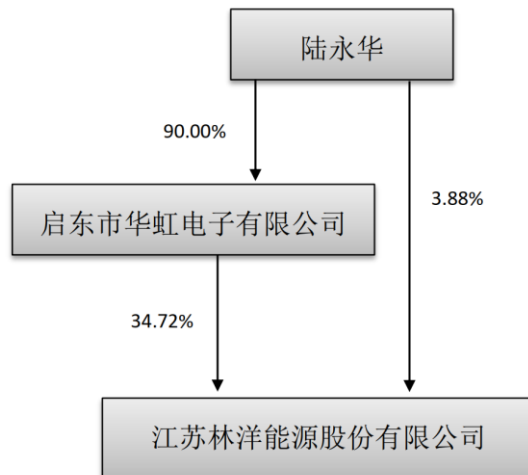 陆永华
90.00%
3.88%
启东市华虹电子有限公司
34.72%
江苏林洋能源股份有限公司